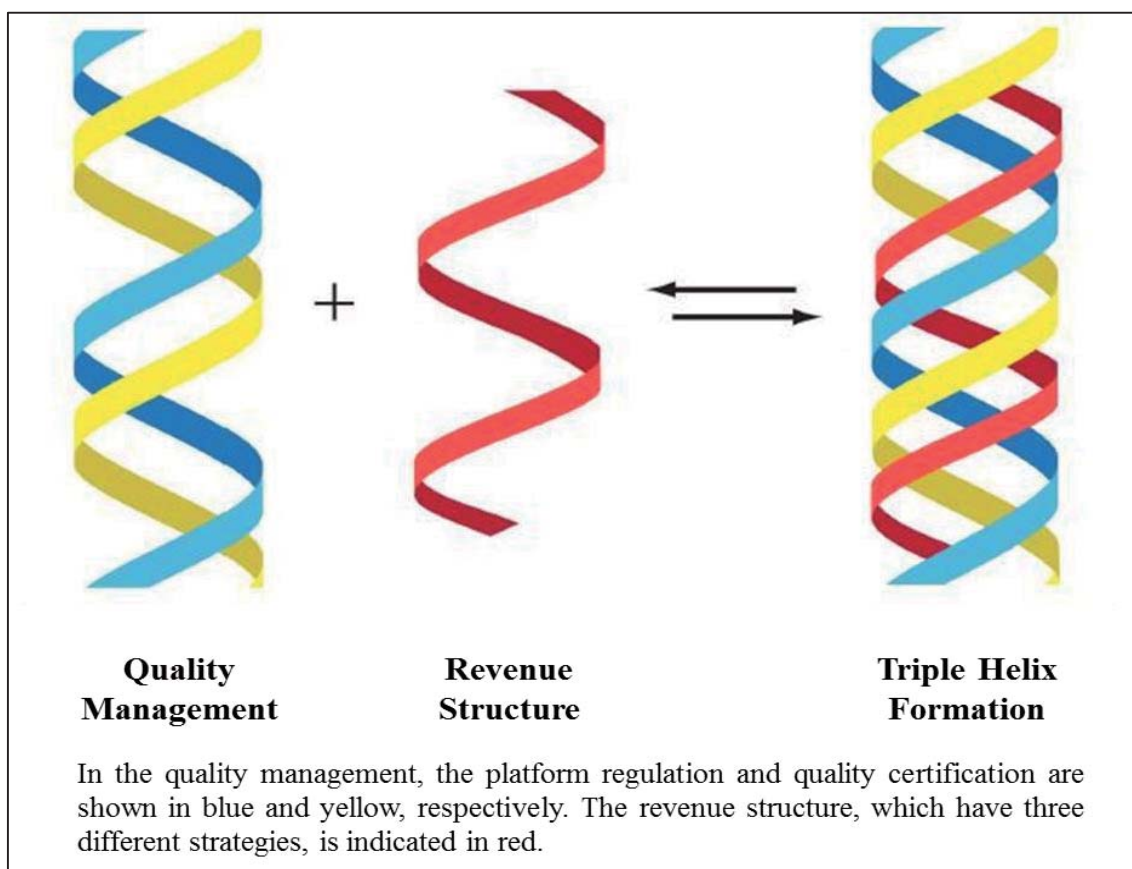 +
Quality
Management
Revenue
Structure
Triple Helix
Formation
In the quality management, the platform regulation and quality certification are
shown in blue and yellow, respectively. The revenue structure, which have three
different strategies, is indicated in red.